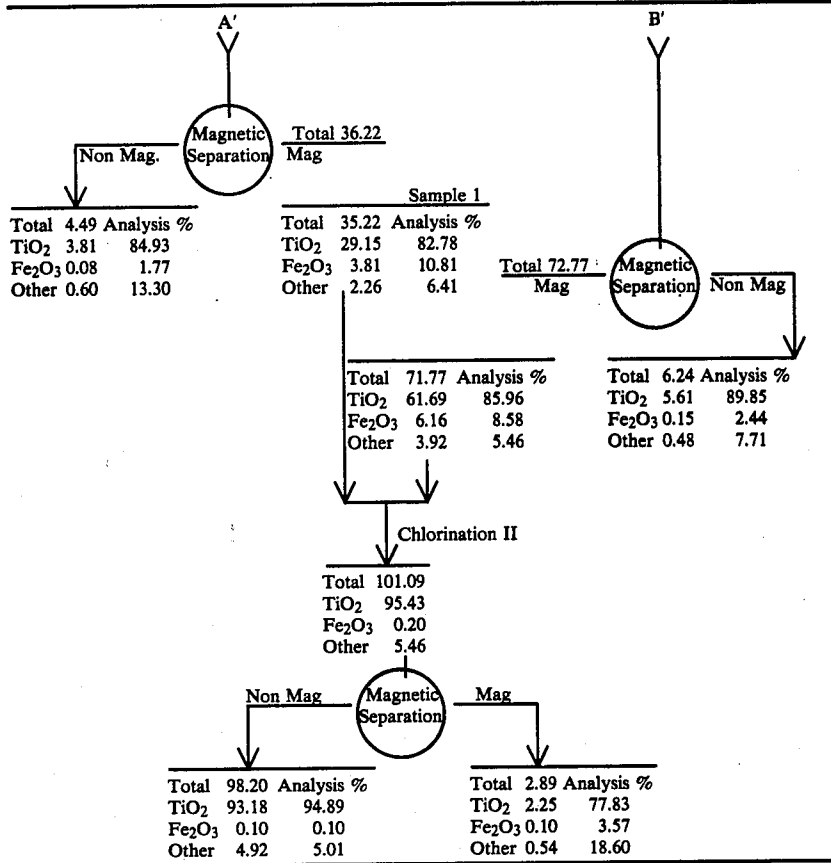 A'
B'
Magnetic
Separation
Total 36.22
Mag
Non Mag.
Total 4.49 Analysis %
TiO2 3.81 84.93
Fe2O3 0.08 1.77
Other 0.60 13.30
Sample 1
Total 35.22 Analysis %
TiO2 29.15 82.78
Fe2O3 3.81 10.81
Other 2.26 6.41
Total 72.77
Mag
Magnetic
Separation
Non Mag
Total 71.77 Analysis %
TiO2 61.69 85.96
Fe2O3 6.16 8.58
Other 3.92 5.46
Total 6.24 Analysis %
TiO2 5.61 89.85
Fe2O3 0.15 2.44
Other 0.48 7.71
Chlorination II
Total 101.09
TiO2 95.43
Fe2O3 0.20
Other 5.46
Non Mag
Magnetic
Separation
Mag
Total 98.20 Analysis %
TiO2 93.18 94.89
Fe2O3 0.10 0.10
Other 4.92 5.01
Total 2.89 Analysis %
TiO2 2.25 77.83
Fe2O3 0.10 3.57
Other 0.54 18.60